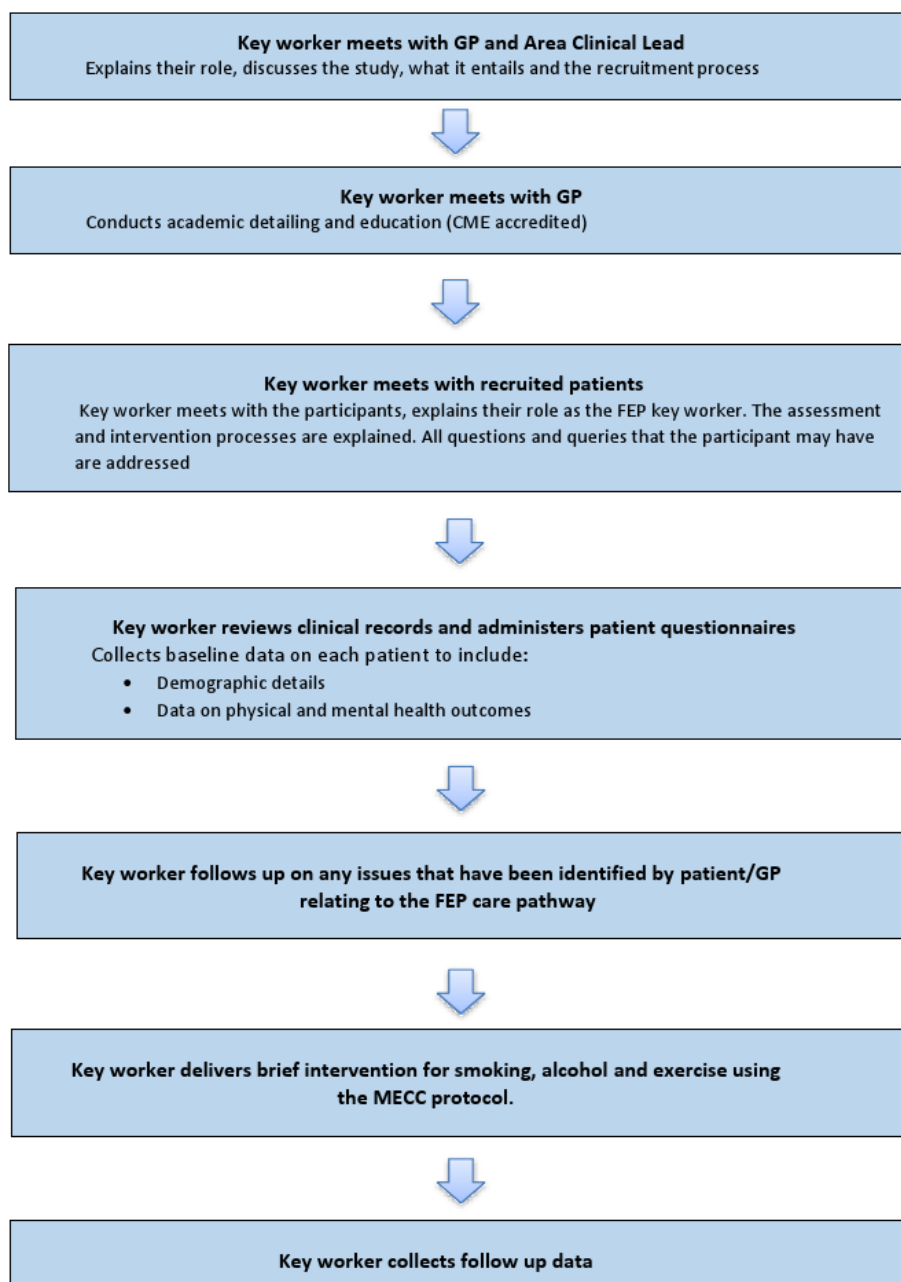 Key worker meets with GP and Area Clinical Lead
Explains their role, discusses the study, what it entails and the recruitment process
Key worker meets with GP
Conducts academic detailing and education (CME accredited)
Key worker meets with recruited patients
Key worker meets with the participants, explains their role as the FEP key worker. The assessment
and intervention processes are explained. All questions and queries that the participant may have
are addressed
Key worker reviews clinical records and administers patient questionnaires
Collects baseline data on each patient to include:
• Demographic details
• Data on physical and mental health outcomes
Key worker follows up on any issues that have been identified by patient/GP
relating to the FEP care pathway
Key worker delivers brief intervention for smoking, alcohol and exercise using
the MECC protocol.
Key worker collects follow up data